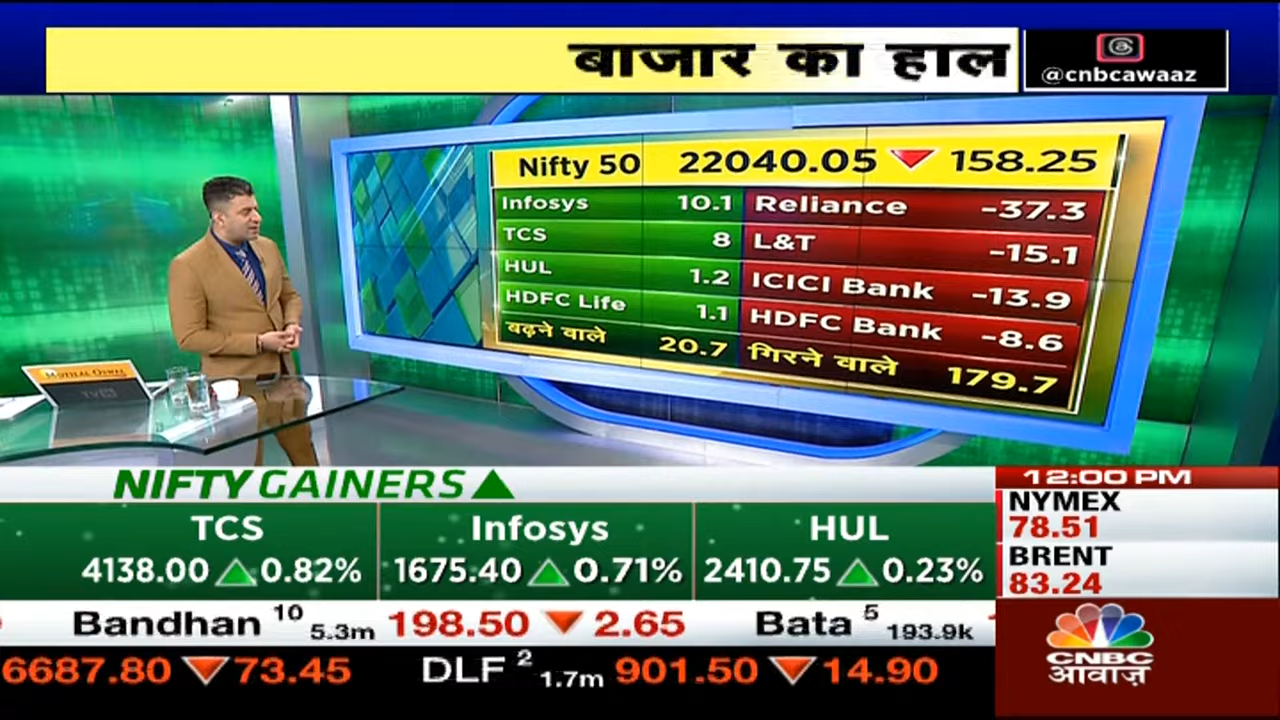 बाजार का हाल
@cnbcawaaz
Nifty 50 22040.05 ▼ 158.25
Infosys 10.1 Reliance -37.3
TCS 8 L&T -15.1
HUL 1.2 ICICI Bank -13.9
HDFC Life 1.1 HDFC Bank -8.6
बढ़ने वाले 20.7 गिरने वाले 179.7
MOTILAL OSWAL
NIFTY GAINERS ▲
TCS Infosys HUL
4138.00 ▲ 0.82% 1675.40 ▲ 0.71% 2410.75 ▲ 0.23%
12:00 PM
NYMEX
78.51
BRENT
83.24
Bandhan 10 5.3m 198.50 ▼ 2.65 Bata 5 193.9k
6687.80 ▼ 73.45 DLF 2 1.7m 901.50 ▼ 14.90
CNBC
आवाज़